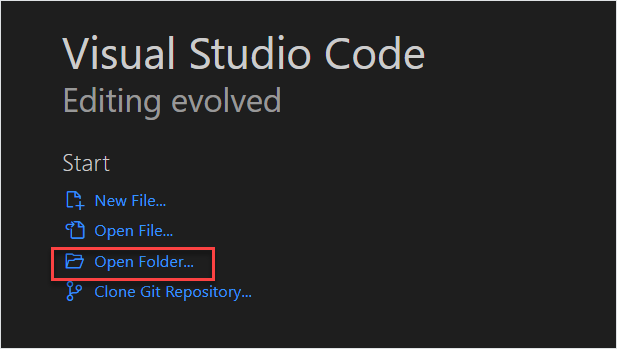 Visual Studio Code
Editing evolved
Start
New File...
Open File...
Open Folder...
Clone Git Repository...